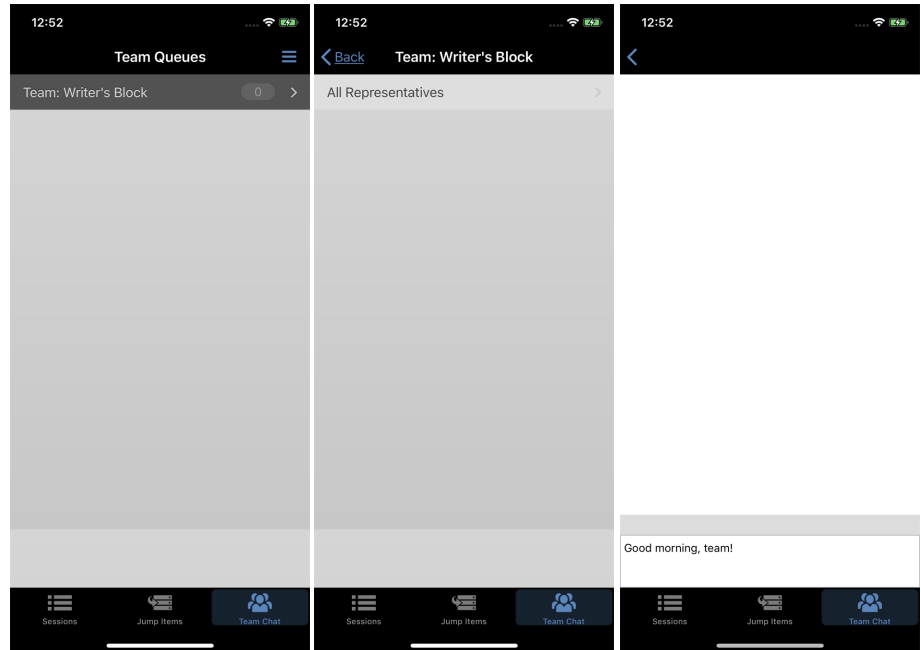 12:52
Team Queues
Team: Writer's Block 0
Sessions Jump Items Team Chat
12:52
Back Team: Writer's Block
All Representatives
Sessions Jump Items Team Chat
12:52
Good morning, team!
Sessions Jump Items Team Chat